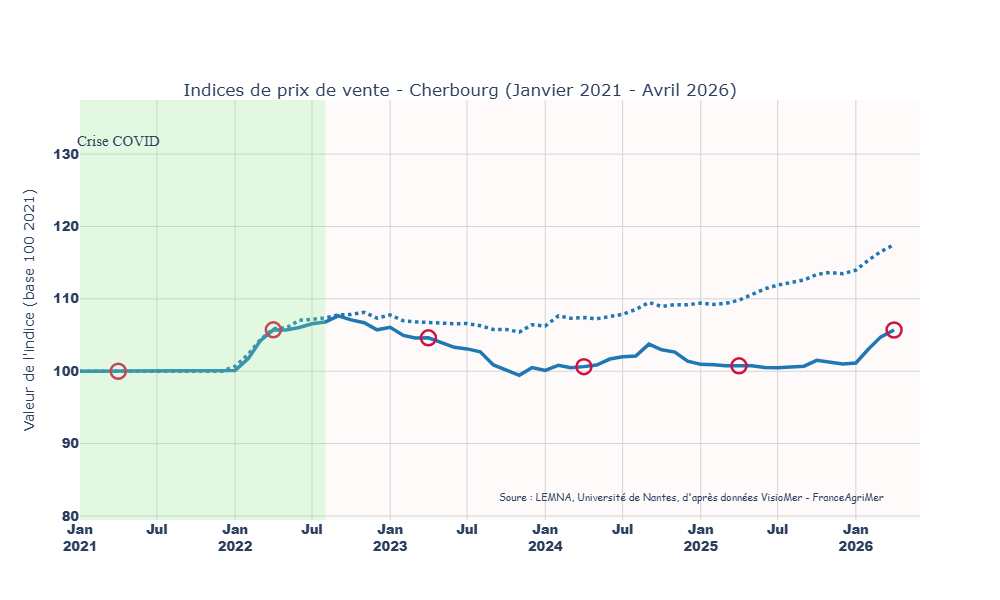 Indices de prix de vente - Cherbourg (Janvier 2021 - Avril 2026)
Crise COVID
Valeur de l'indice (base 100 2021)
130
120
110
100
90
80
Soure : LEMNA, Université de Nantes, d'après données VisioMer - FranceAgriMer
Jan Jul Jan Jul Jan Jul Jan Jul Jan Jul Jan
2021 2022 2023 2024 2025 2026